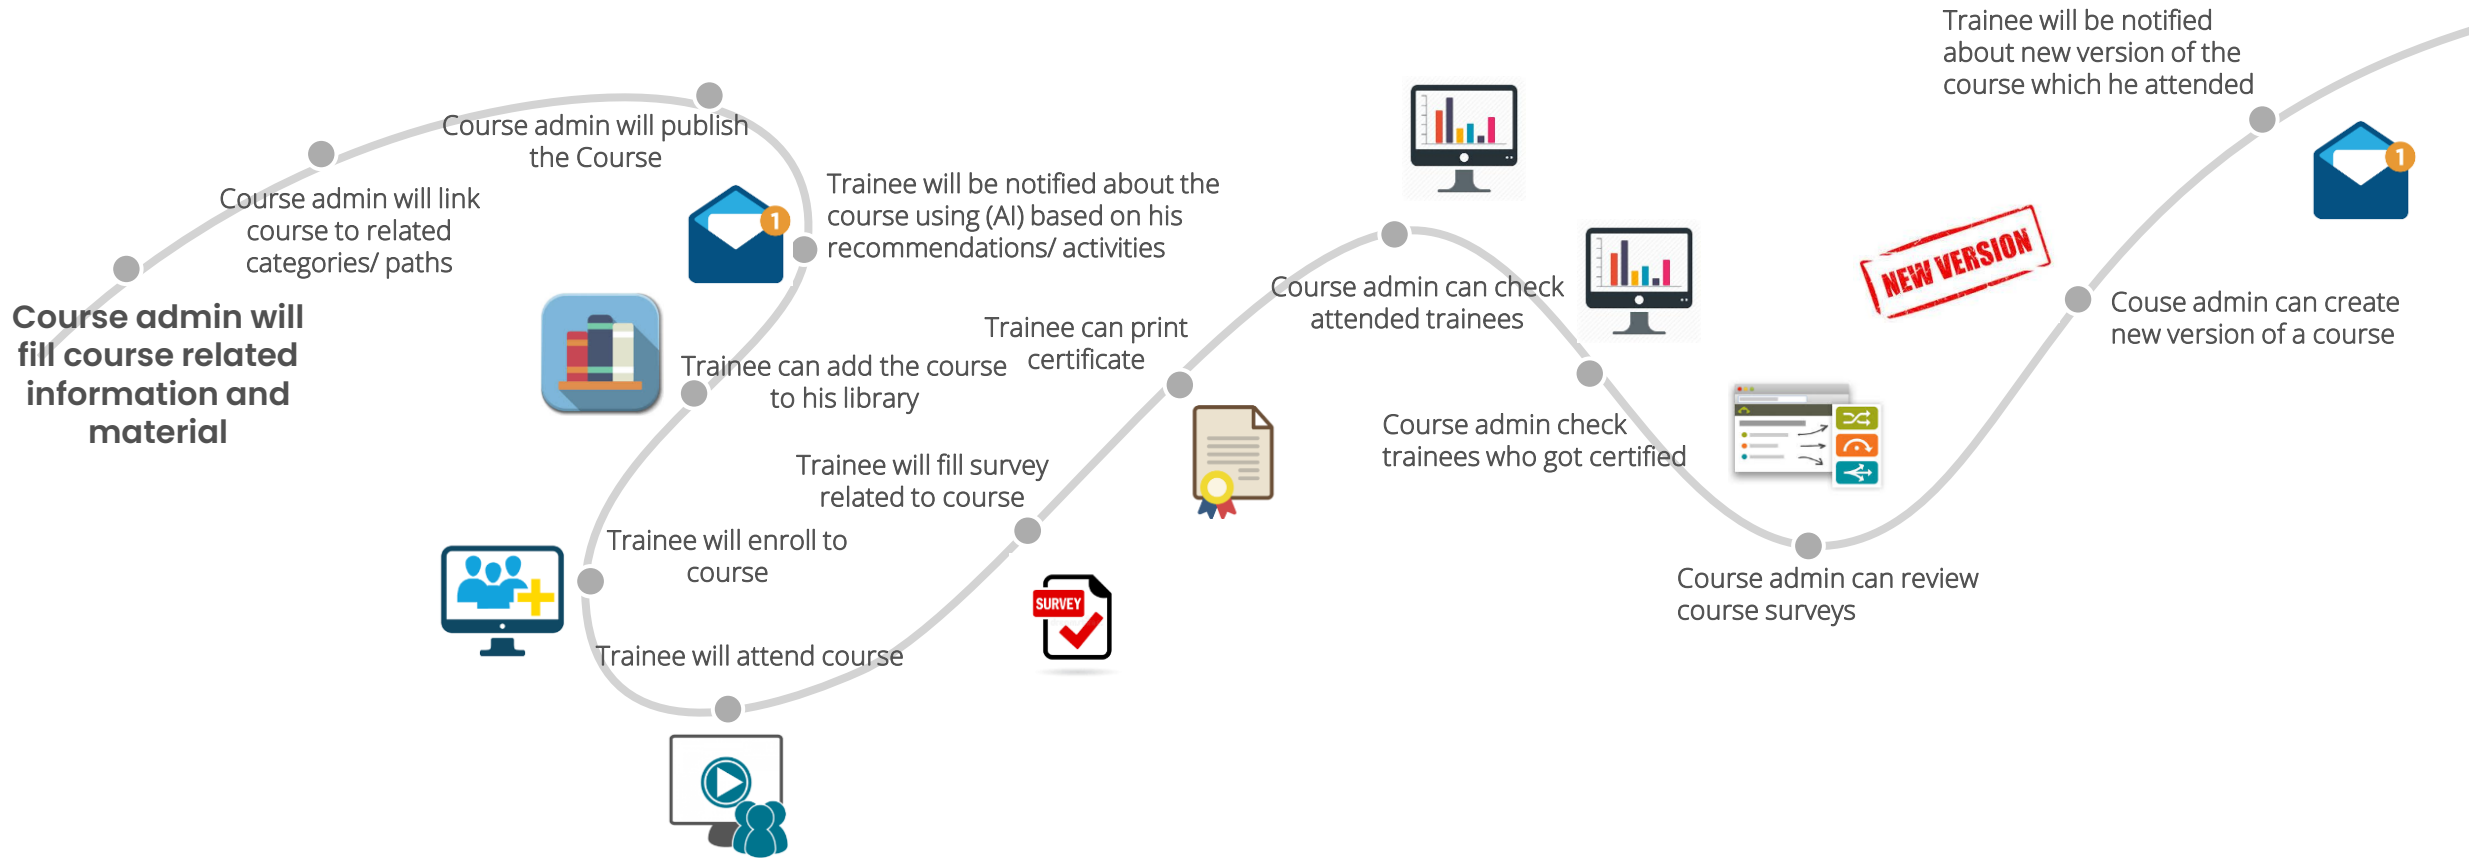 Course admin will
fill course related
information and
material
Course admin will link
course to related
categories/ paths
Course admin will publish
the Course
1
Trainee will be notified about the
course using (AI) based on his
recommendations/ activities
Trainee can add the course
to his library
Trainee will enroll to
course
Trainee will attend course
Trainee will fill survey
related to course
SURVEY
Trainee can print
certificate
Course admin can check
attended trainees
Course admin check
trainees who got certified
Course admin can review
course surveys
NEW VERSION
Couse admin can create
new version of a course
Trainee will be notified
about new version of the
course which he attended
1